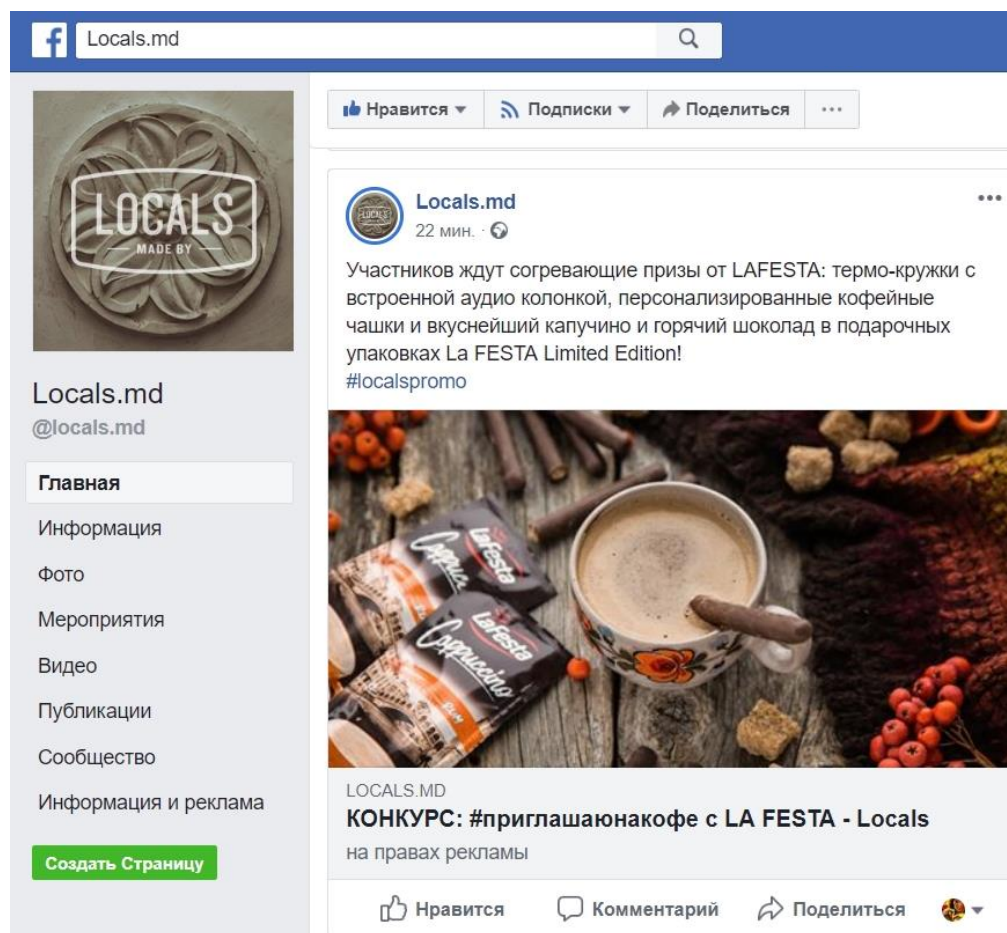 Locals.md
Нравится
Подписки
Поделиться
LOCALS
MADE BY
Locals.md
@locals.md
Главная
Информация
Фото
Мероприятия
Видео
Публикации
Сообщество
Информация и реклама
Создать Страницу
Locals.md
22 мин.
Участников ждут согревающие призы от LAFESTA: термо-кружки с
встроенной аудио колонкой, персонализированные кофейные
чашки и вкуснейший капучино и горячий шоколад в подарочных
упаковках La FESTA Limited Edition!
#localspromo
LaFesta
LaFesta
Cappuccino
RUM
LOCALS.MD
КОНКУРС: #приглашаюнакофе с LA FESTA - Locals
на правах рекламы
Нравится
Комментарий
Поделиться